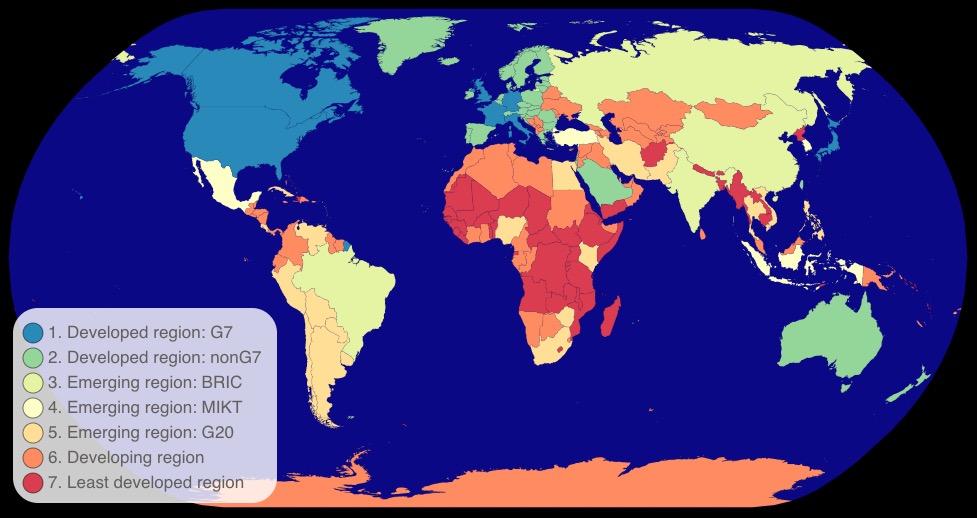 1. Developed region: G7
2. Developed region: nonG7
3. Emerging region: BRIC
4. Emerging region: MIKT
5. Emerging region: G20
6. Developing region
7. Least developed region